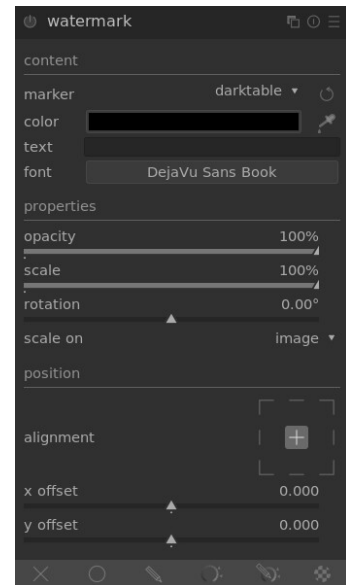 watermark
content
marker darktable
color
text
font DejaVu Sans Book
properties
opacity 100%
scale 100%
rotation 0.00°
scale on image
position
alignment
x offset 0.000
y offset 0.000